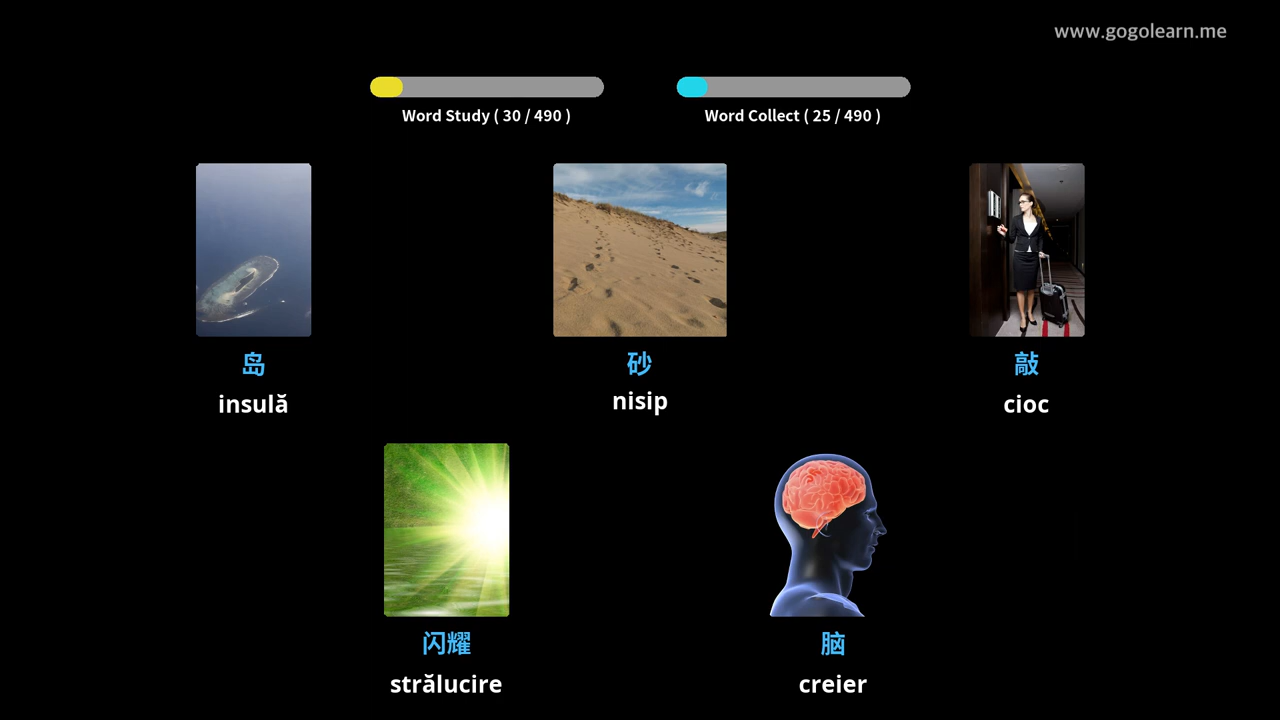 www.gogolearn.me
Word Study ( 30 / 490 )
Word Collect ( 25 / 490 )
岛
insulă
砂
nisip
敲
cioc
闪耀
strălucire
脑
creier